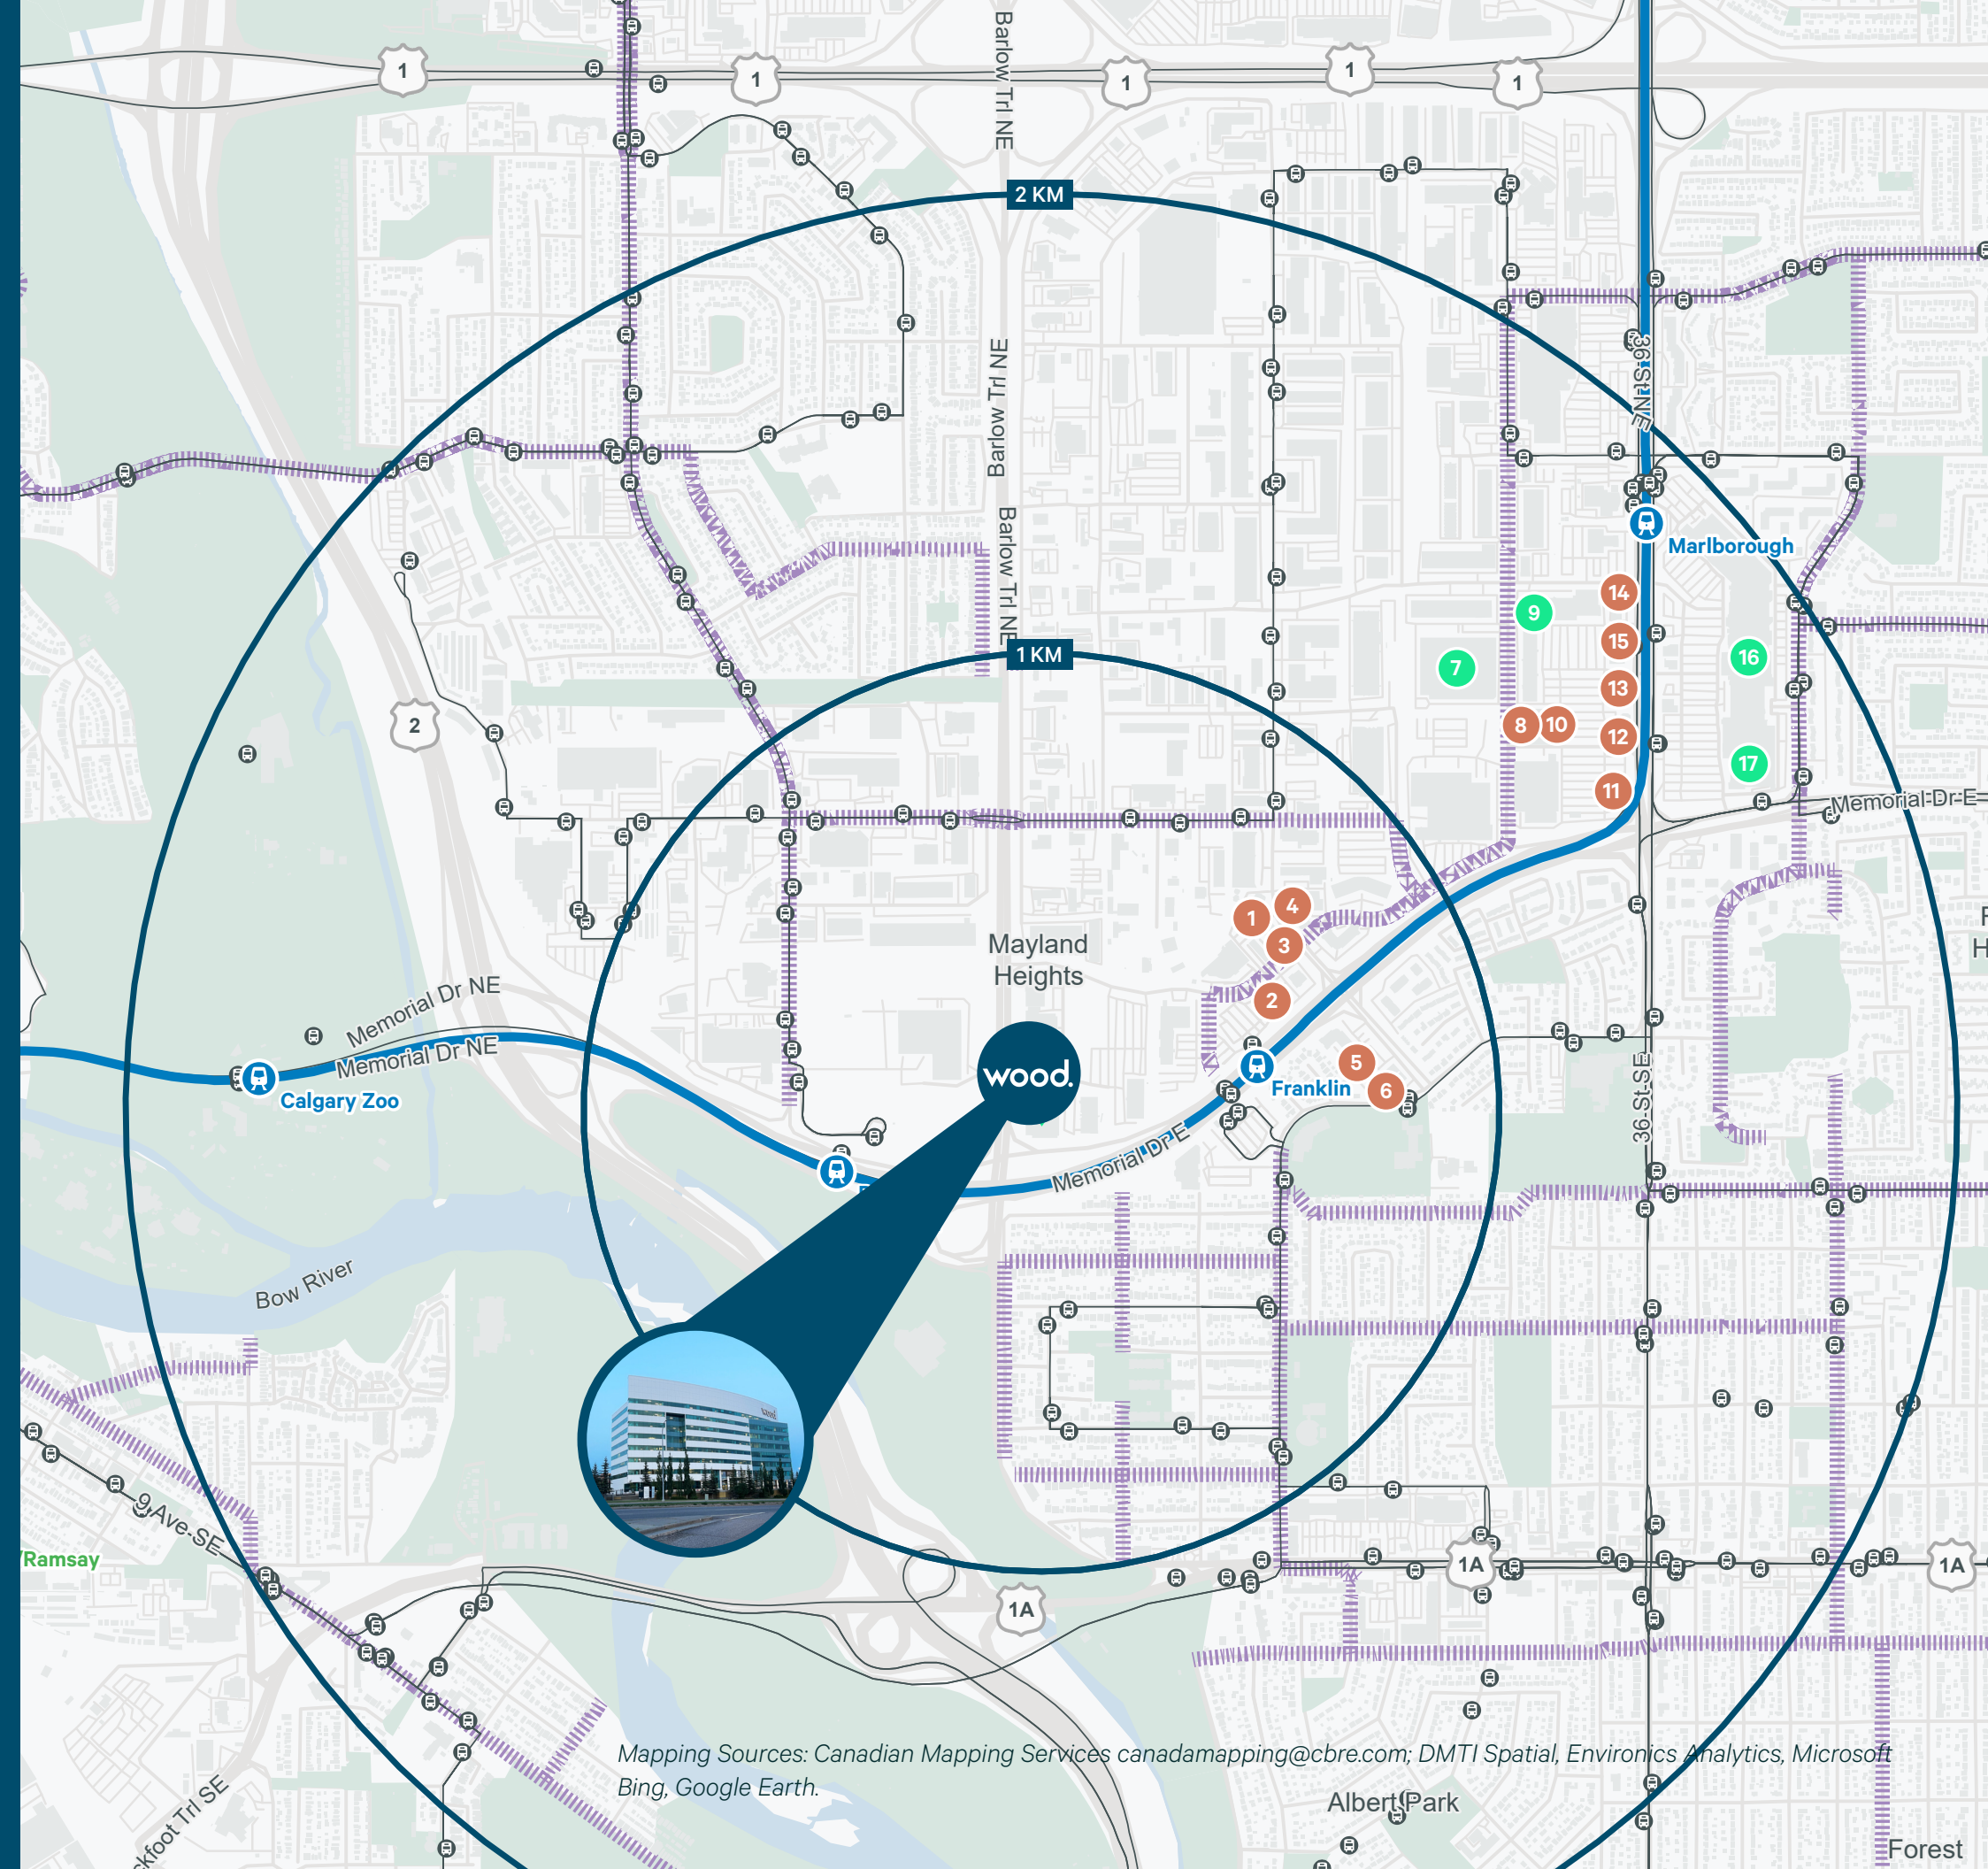 Barlow Trl NE
1
1
1
1
1
2 KM
36-St-NE
Barlow Trl NE
Barlow Trl NE
Marlborough
14
9
15
1 KM
16
7
13
2
8
10
12
17
11
Memorial-Dr-E
4
1
3
Mayland
Heights
Memorial Dr NE
2
Memorial Dr NE
wood.
5
Franklin
6
Calgary Zoo
36-St-SE
Memorial Dr E
Bow River
9 Ave-SE
/Ramsay
1A
1A
1A
Mapping Sources: Canadian Mapping Services canadamapping@cbre.com; DMTI Spatial, Environics Analytics, Microsoft
Bing, Google Earth.
Albert Park
ckfoot Trl SE
Forest